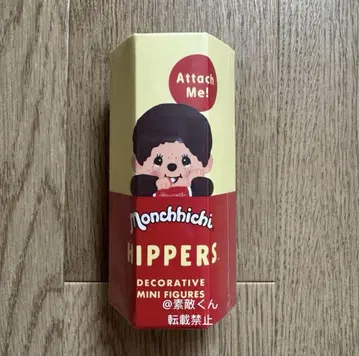 Attach
Me!
Monchhichi
HIPPERS
DECORATIVE
MINI FIGURES
@素敵くん
転載禁止